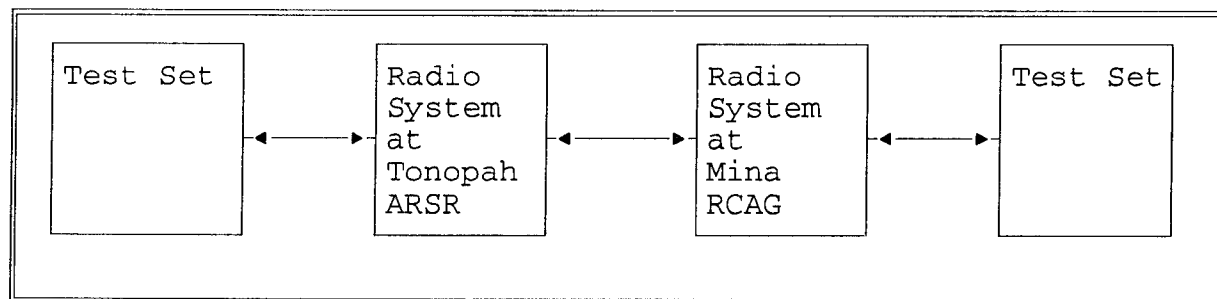 Test Set
Radio
System
at
Tonopah
ARSR
Radio
System
at
Mina
RCAG
Test Set